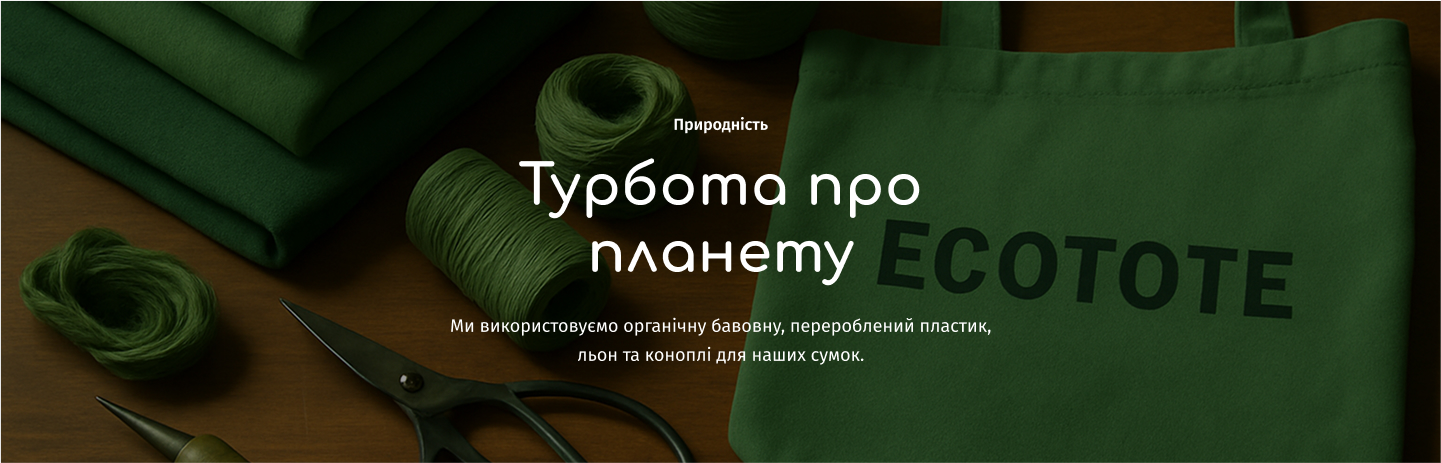 Природність
Турбота про
планету
ECOTOTE
Ми використовуємо органічну бавовну, перероблений пластик,
льон та коноплі для наших сумок.